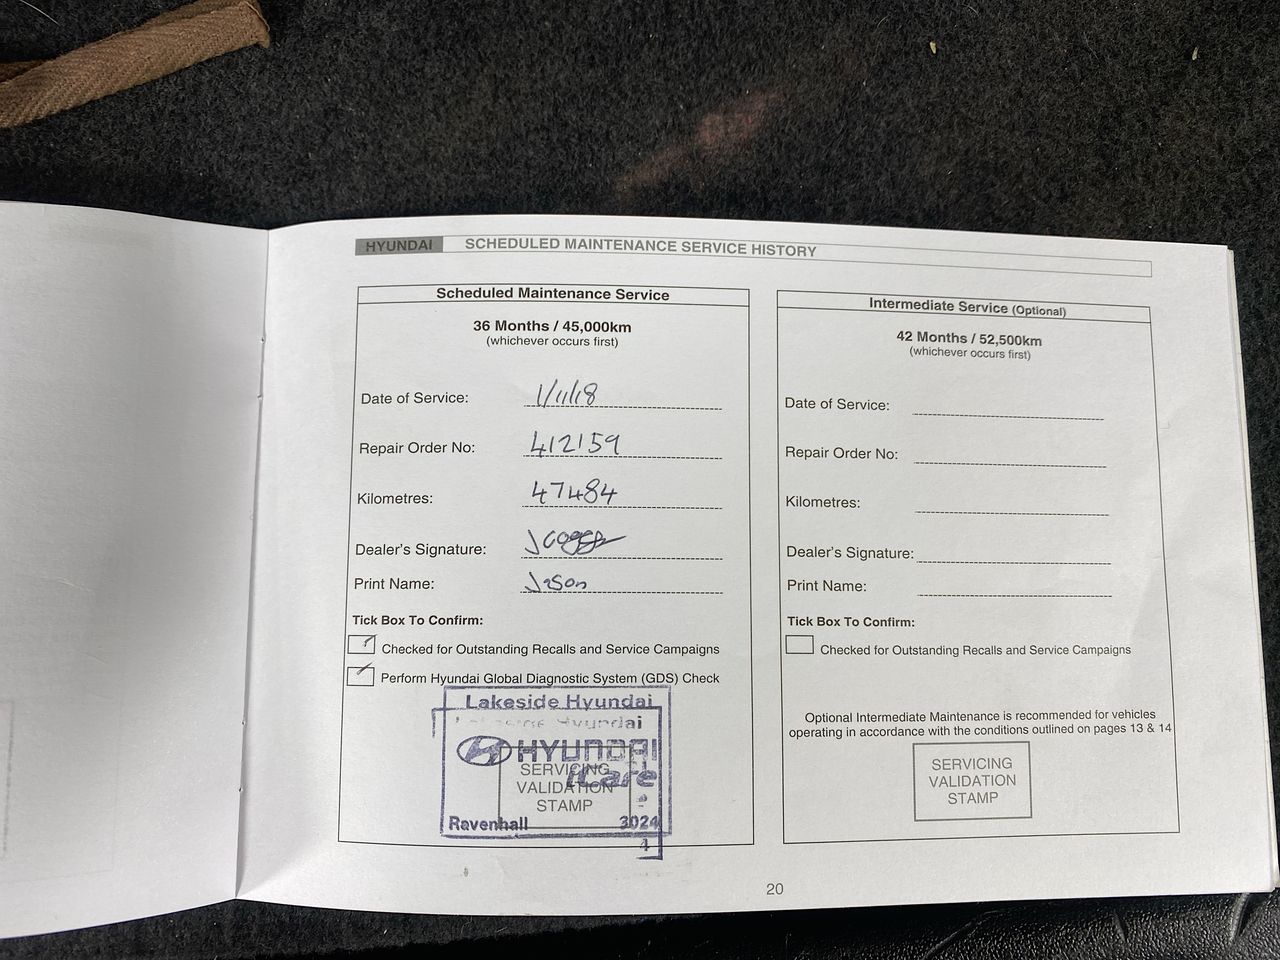 HYUNDAI SCHEDULED MAINTENANCE SERVICE HISTORY
Scheduled Maintenance Service
36 Months / 45,000km
(whichever occurs first)
Date of Service: 1/11/18
Repair Order No: 412159
Kilometres: 47484
Dealer's Signature:
Print Name: Jason
Tick Box To Confirm:
Checked for Outstanding Recalls and Service Campaigns
Perform Hyundai Global Diagnostic System (GDS) Check
Lakeside Hyundai
Lakeside Hyundai
HYUNDAI
iCare
SERVICING
VALIDATION
STAMP
Ravenhall 3024
4
Intermediate Service (Optional)
42 Months / 52,500km
(whichever occurs first)
Date of Service:
Repair Order No:
Kilometres:
Dealer's Signature:
Print Name:
Tick Box To Confirm:
Checked for Outstanding Recalls and Service Campaigns
Optional Intermediate Maintenance is recommended for vehicles
operating in accordance with the conditions outlined on pages 13 & 14
SERVICING
VALIDATION
STAMP
20